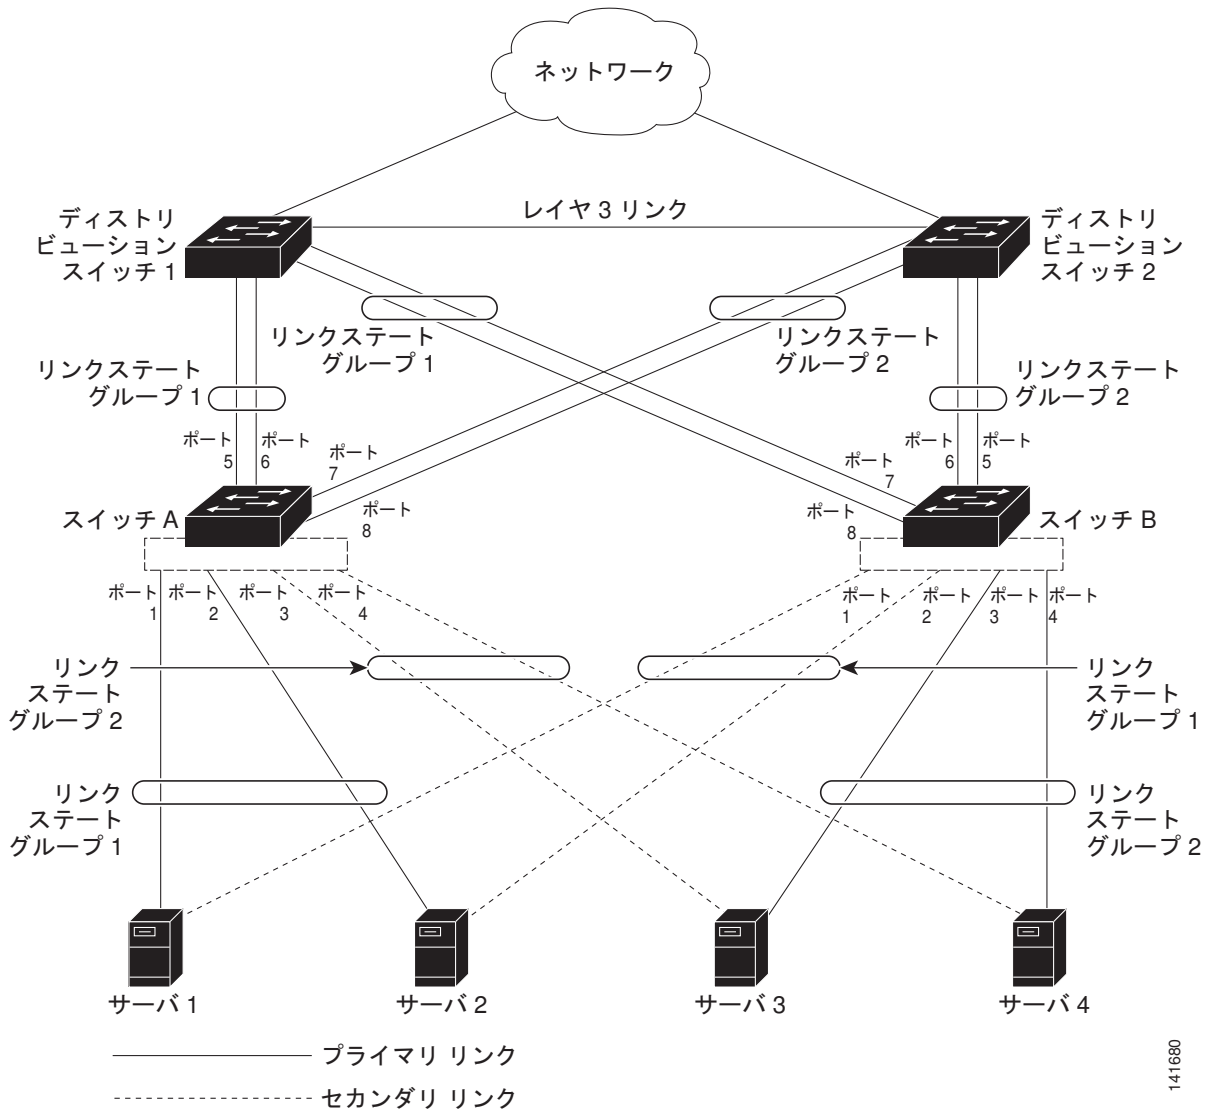 ネットワーク
レイヤ 3 リンク
ディストリ
ビューション
スイッチ 1
ディストリ
ビューション
スイッチ 2
リンクステート
グループ 1
リンクステート
グループ 2
リンクステート
グループ 1
リンクステート
グループ 2
ポート
5
ポート
6
ポート
7
ポート
8
ポート
7
ポート
8
ポート
6
ポート
5
スイッチ A
スイッチ B
ポート
1
ポート
2
ポート
3
ポート
4
ポート
1
ポート
2
ポート
3
ポート
4
リンク
ステート
グループ 2
リンク
ステート
グループ 1
リンク
ステート
グループ 1
リンク
ステート
グループ 2
サーバ 1
サーバ 2
サーバ 3
サーバ 4
プライマリ リンク
セカンダリ リンク
141680